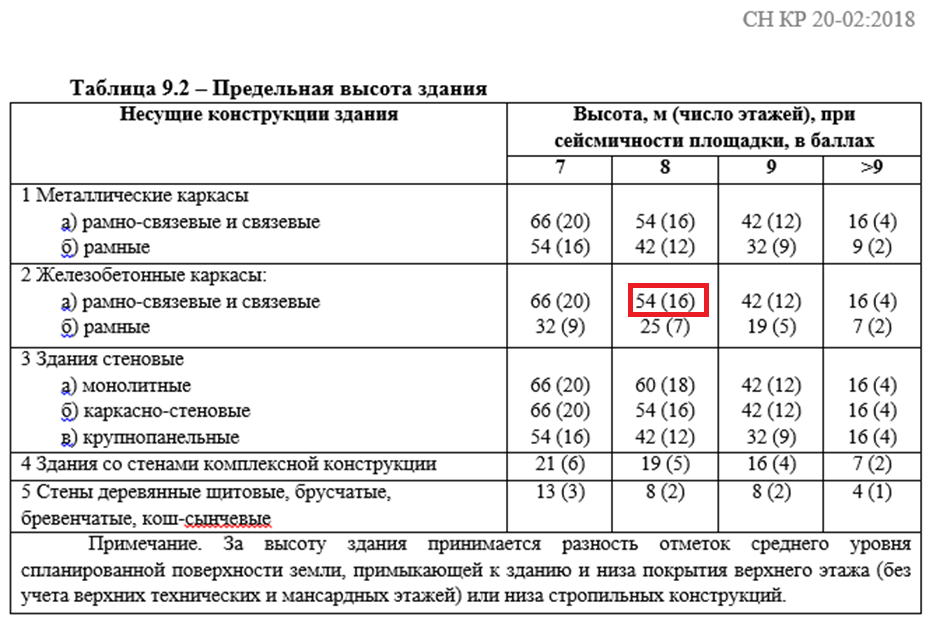 СН КР 20-02:2018
Таблица 9.2 – Предельная высота здания
Несущие конструкции здания
Высота, м (число этажей), при
сейсмичности площадки, в баллах
7 8 9 >9
1 Металлические каркасы
а) рамно-связевые и связевые 66 (20) 54 (16) 42 (12) 16 (4)
б) рамные 54 (16) 42 (12) 32 (9) 9 (2)
2 Железобетонные каркасы:
а) рамно-связевые и связевые 66 (20) 54 (16) 42 (12) 16 (4)
б) рамные 32 (9) 25 (7) 19 (5) 7 (2)
3 Здания стеновые
а) монолитные 66 (20) 60 (18) 42 (12) 16 (4)
б) каркасно-стеновые 66 (20) 54 (16) 42 (12) 16 (4)
в) крупнопанельные 54 (16) 42 (12) 32 (9) 16 (4)
4 Здания со стенами комплексной конструкции 21 (6) 19 (5) 16 (4) 7 (2)
5 Стены деревянные щитовые, брусчатые, 13 (3) 8 (2) 8 (2) 4 (1)
бревенчатые, кош-сынчевые
Примечание. За высоту здания принимается разность отметок среднего уровня
спланированной поверхности земли, примыкающей к зданию и низа покрытия верхнего этажа (без
учета верхних технических и мансардных этажей) или низа стропильных конструкций.